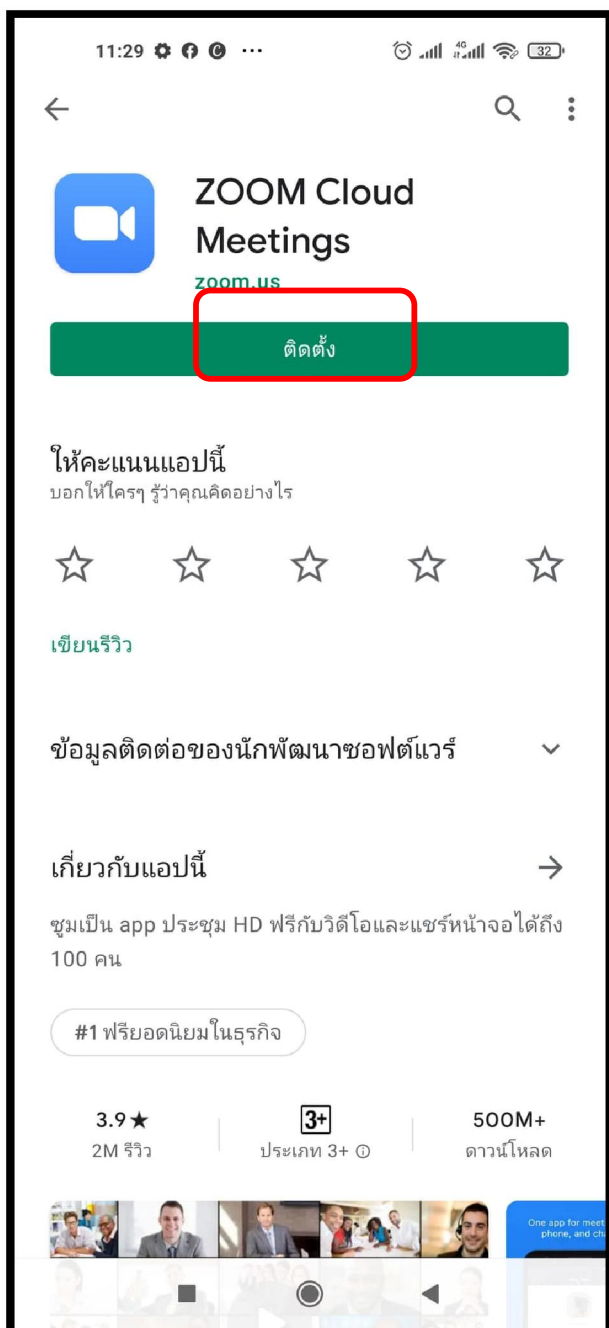 11:29
4G
32
ZOOM Cloud
Meetings
zoom.us
ติดตั้ง
ให้คะแนนแอปนี้
บอกให้ใครๆ รู้ว่าคุณคิดอย่างไร
เขียนรีวิว
ข้อมูลติดต่อของนักพัฒนาซอฟต์แวร์
เกี่ยวกับแอปนี้
ซูมเป็น app ประชุม HD ฟรีกับวิดีโอและแชร์หน้าจอได้ถึง
100 คน
#1 ฟรียอดนิยมในธุรกิจ
3.9★ 3+ 500M+
2M รีวิว ประเภท 3+ ดาวน์โหลด
One app for meet
phone, and ch